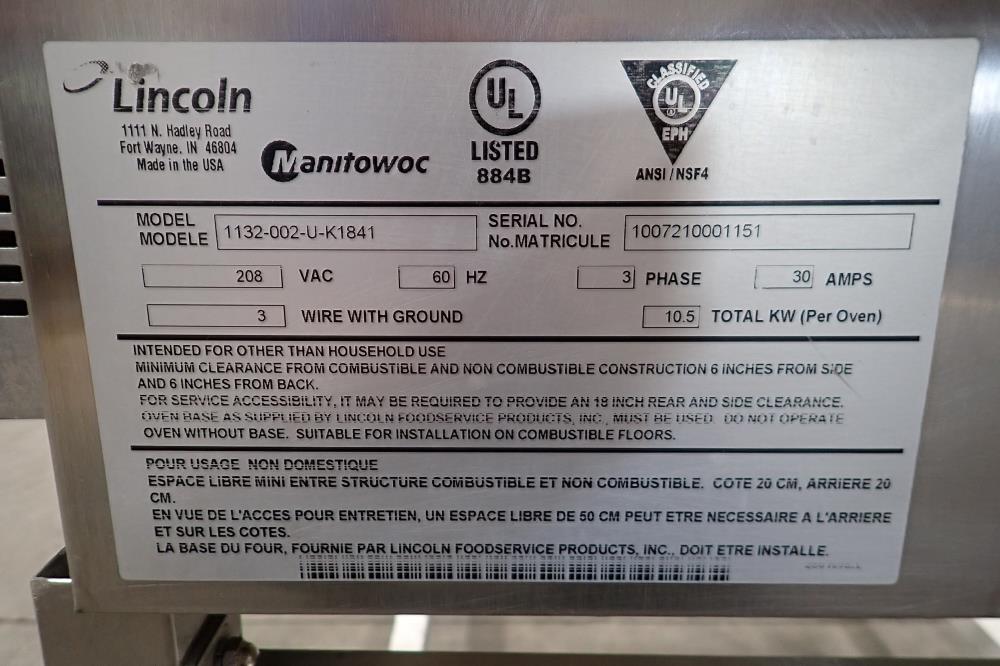 Lincoln
1111 N. Hadley Road
Fort Wayne, IN 46804
Made in the USA
Manitowoc
UL
LISTED
884B
CLASSIFIED
UL
EPH
ANSI / NSF4
MODEL
MODELE
1132-002-U-K1841
SERIAL NO.
No.MATRICULE
1007210001151
208 VAC 60 HZ 3 PHASE 30 AMPS
3 WIRE WITH GROUND 10.5 TOTAL KW (Per Oven)
INTENDED FOR OTHER THAN HOUSEHOLD USE
MINIMUM CLEARANCE FROM COMBUSTIBLE AND NON COMBUSTIBLE CONSTRUCTION 6 INCHES FROM SIDE
AND 6 INCHES FROM BACK.
FOR SERVICE ACCESSIBILITY, IT MAY BE REQUIRED TO PROVIDE AN 18 INCH REAR AND SIDE CLEARANCE.
OVEN BASE AS SUPPLIED BY LINCOLN FOODSERVICE PRODUCTS, INC., MUST BE USED. DO NOT OPERATE
OVEN WITHOUT BASE. SUITABLE FOR INSTALLATION ON COMBUSTIBLE FLOORS.
POUR USAGE NON DOMESTIQUE
ESPACE LIBRE MINI ENTRE STRUCTURE COMBUSTIBLE ET NON COMBUSTIBLE. COTE 20 CM, ARRIERE 20
CM.
EN VUE DE L'ACCES POUR ENTRETIEN, UN ESPACE LIBRE DE 50 CM PEUT ETRE NECESSAIRE A L'ARRIERE
ET SUR LES COTES.
LA BASE DU FOUR, FOURNIE PAR LINCOLN FOODSERVICE PRODUCTS, INC., DOIT ETRE INSTALLE.